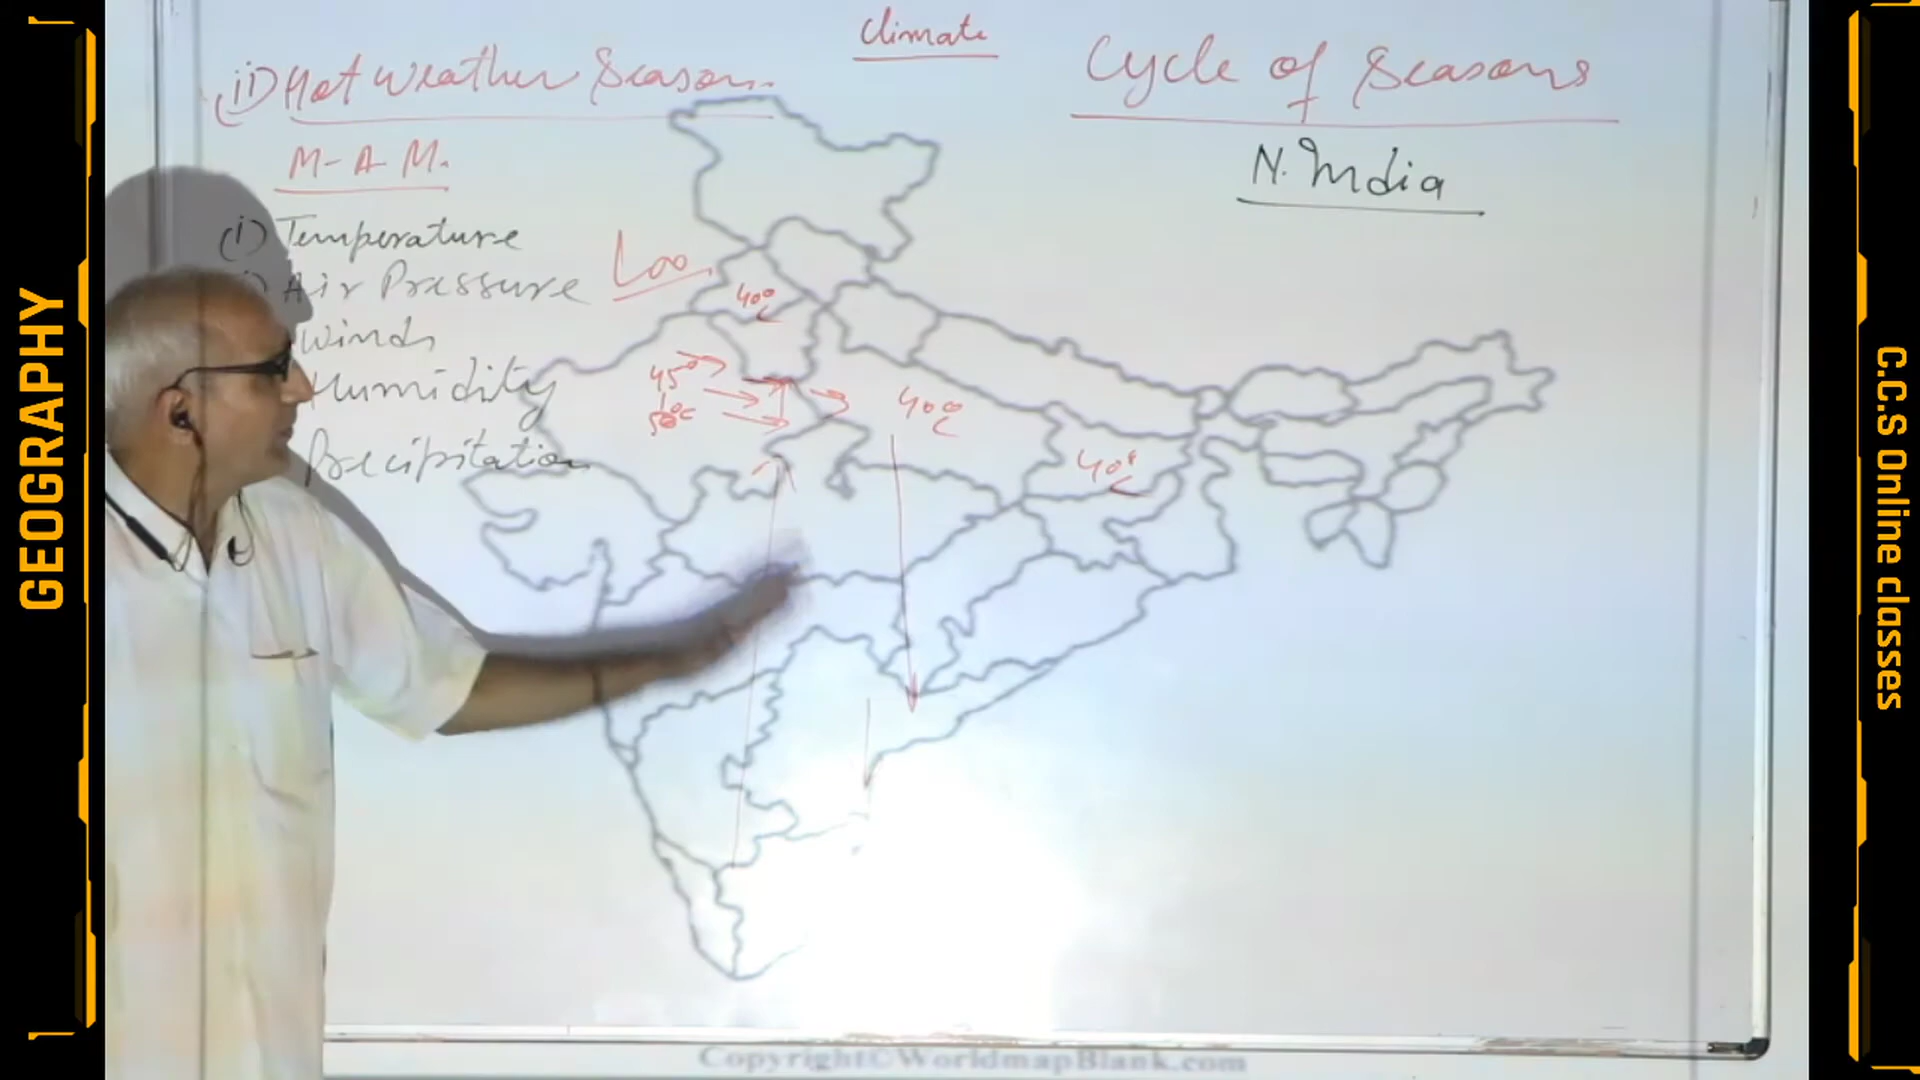 Climate
Cycle of Seasons
ii) Hot Weather Season.
M-A-M.
N. India
(i) Temperature
Air Pressure
Winds
Humidity
Precipitation
Loo
40°C
45°
50°C
40°C
40°C
GEOGRAPHY
C.C.S Online classes
Copyright©WorldmapBlank.com